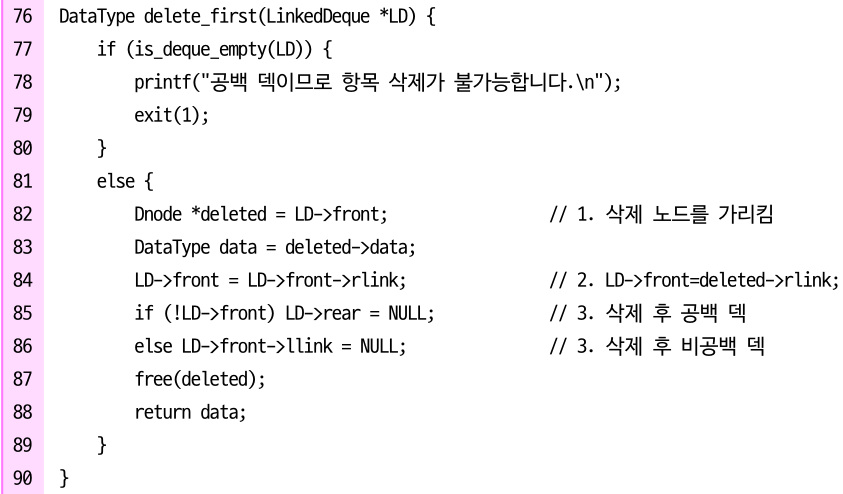 76 DataType delete_first(LinkedDeque *LD) {
77     if (is_deque_empty(LD)) {
78         printf("공백 덱이므로 항목 삭제가 불가능합니다.\n");
79         exit(1);
80     }
81     else {
82         Dnode *deleted = LD->front;                // 1. 삭제 노드를 가리킴
83         DataType data = deleted->data;
84         LD->front = LD->front->rlink;              // 2. LD->front=deleted->rlink;
85         if (!LD->front) LD->rear = NULL;           // 3. 삭제 후 공백 덱
86         else LD->front->llink = NULL;              // 3. 삭제 후 비공백 덱
87         free(deleted);
88         return data;
89     }
90 }